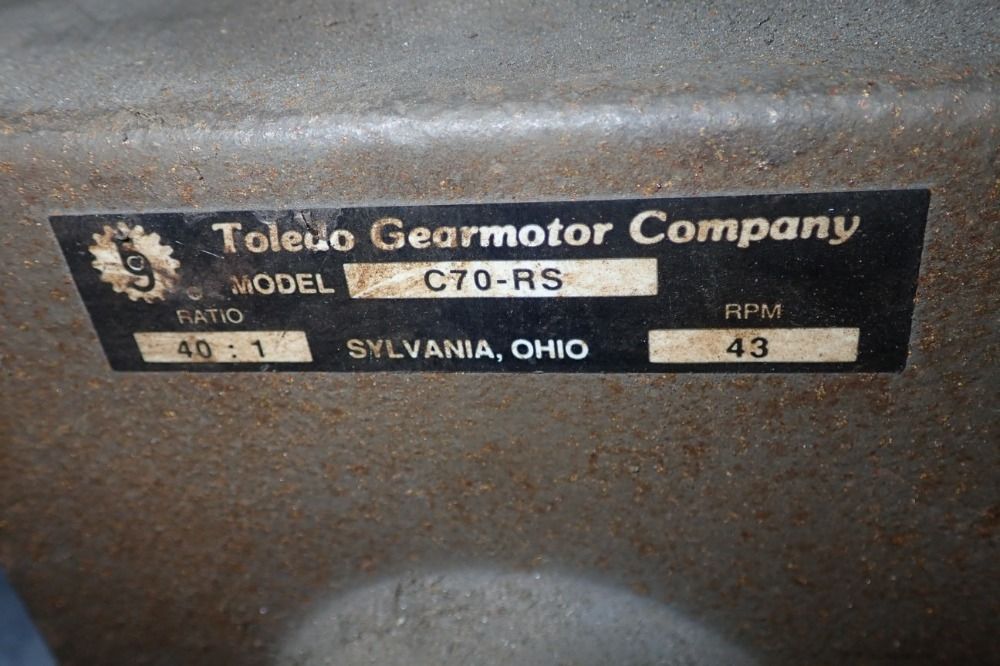 Toledo Gearmotor Company
MODEL C70-RS
RATIO RPM
40 : 1 SYLVANIA, OHIO 43